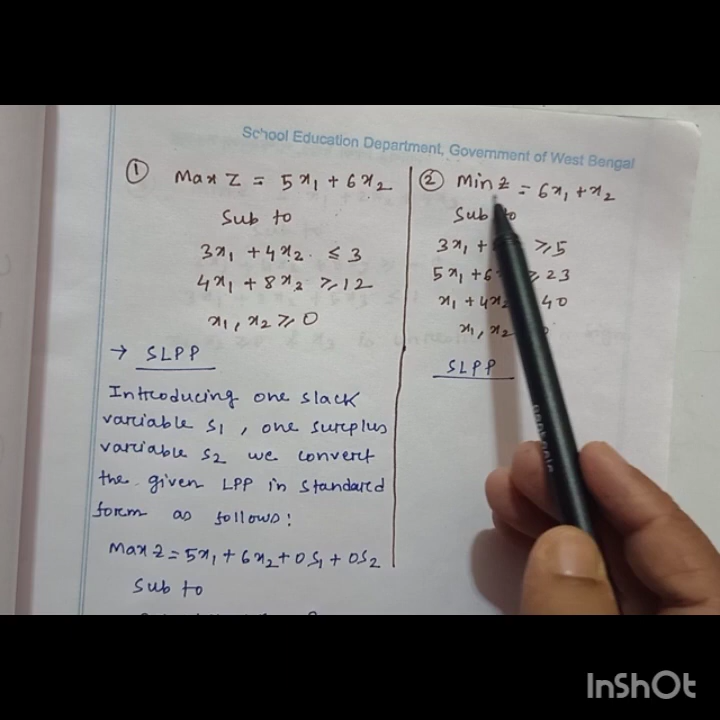 School Education Department, Government of West Bengal
① Max Z = 5x₁ + 6x₂
Sub to
3x₁ + 4x₂ ≤ 3
4x₁ + 8x₂ ≥ 12
x₁, x₂ ≥ 0
→ SLPP
Introducing one slack
variable s₁, one surplus
variable s₂ we convert
the given LPP in standard
form as follows:
Max Z = 5x₁ + 6x₂ + 0s₁ + 0s₂
Sub to
② Min Z = 6x₁ + x₂
Sub to
3x₁ + ≥ 5
5x₁ + 6x ≥ 23
x₁ + 4x₂ 40
x₁, x₂
SLPP
InShOt